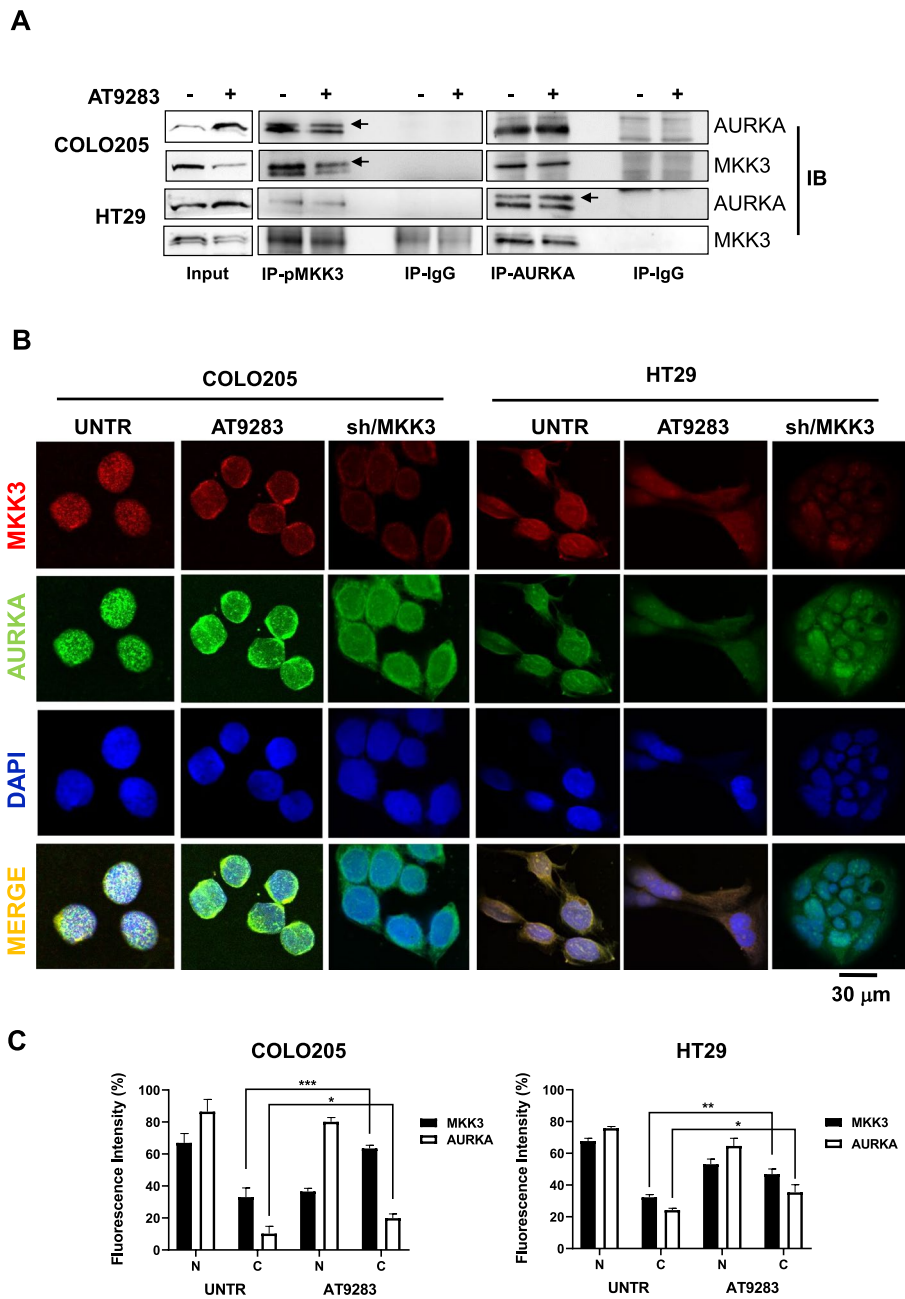 A
AT9283 - + - + - + - + - +
COLO205
AURKA
MKK3
IB
HT29
AURKA
MKK3
Input IP-pMKK3 IP-IgG IP-AURKA IP-IgG
B
COLO205 HT29
UNTR AT9283 sh/MKK3 UNTR AT9283 sh/MKK3
MKK3
AURKA
DAPI
MERGE
30 μm
C
COLO205
Fluorescence Intensity (%)
100
80
60
40
20
0
*** 
*
MKK3
AURKA
N C N C
UNTR AT9283
HT29
Fluorescence Intensity (%)
100
80
60
40
20
0
**
*
MKK3
AURKA
N C N C
UNTR AT9283